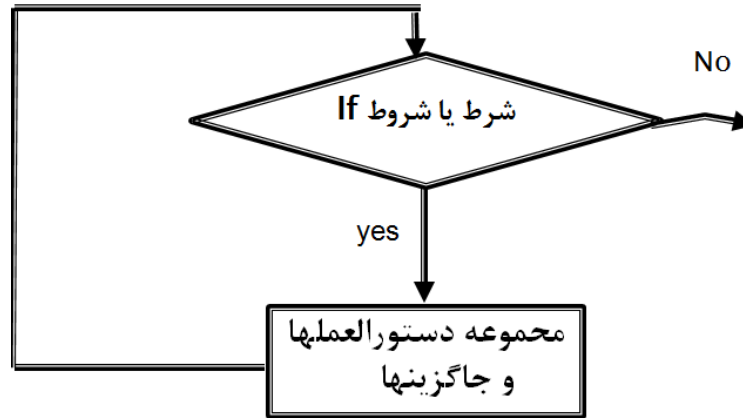 No
شرط یا شروط If
yes
مجموعه دستورالعملها
و جاگزینها